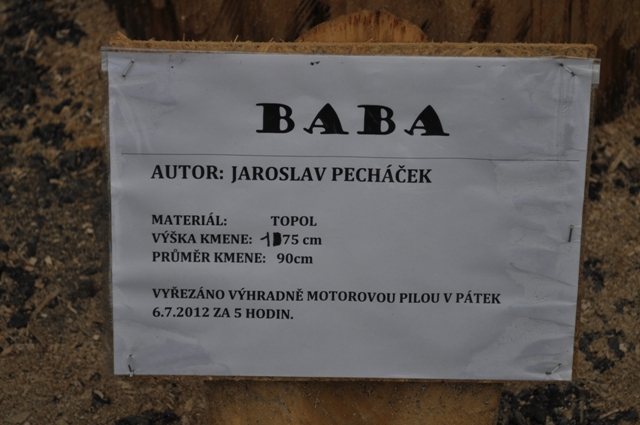 BABA
AUTOR: JAROSLAV PECHÁČEK
MATERIÁL: TOPOL
VÝŠKA KMENE: 175 cm
PRŮMĚR KMENE: 90cm
VYŘEZÁNO VÝHRADNĚ MOTOROVOU PILOU V PÁTEK
6.7.2012 ZA 5 HODIN.